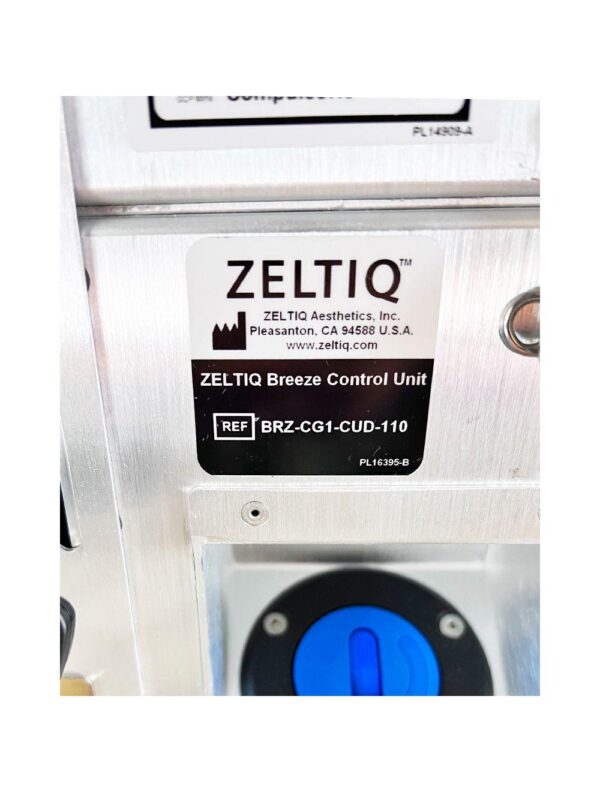 PL14909-A
ZELTIQ™
ZELTIQ Aesthetics, Inc.
Pleasanton, CA 94588 U.S.A.
www.zeltiq.com
ZELTIQ Breeze Control Unit
REF BRZ-CG1-CUD-110
PL16395-B